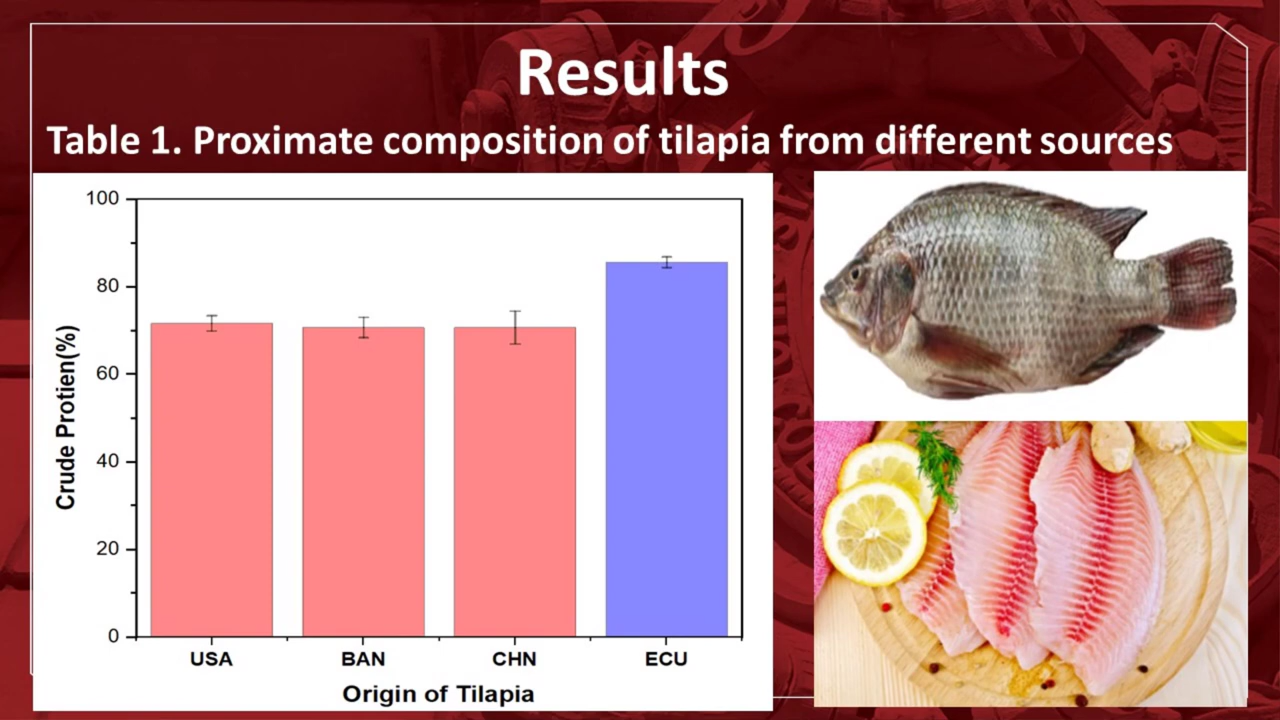 Results
Table 1. Proximate composition of tilapia from different sources
100
80
60
40
20
0
Crude Protien(%)
USA BAN CHN ECU
Origin of Tilapia